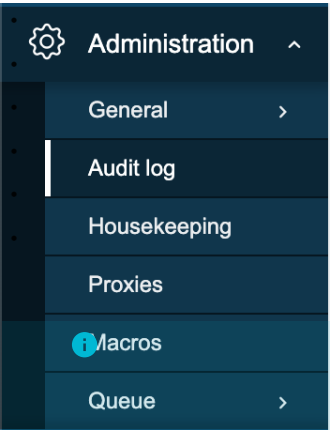 Administration
General
Audit log
Housekeeping
Proxies
Macros
Queue